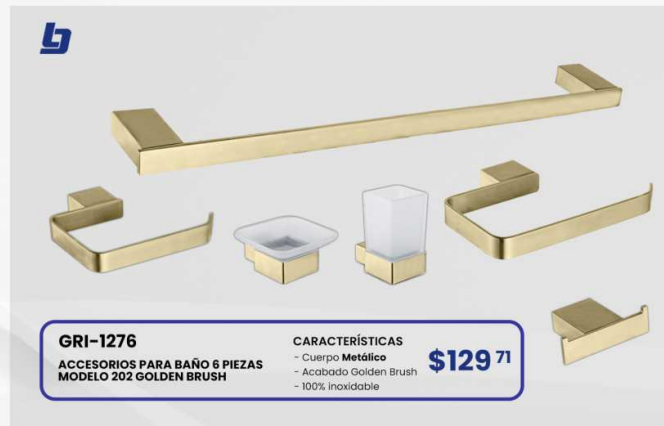 GRI-1276
ACCESORIOS PARA BAÑO 6 PIEZAS
MODELO 202 GOLDEN BRUSH
CARACTERÍSTICAS
- Cuerpo Metálico
- Acabado Golden Brush
- 100% inoxidable
$129 71